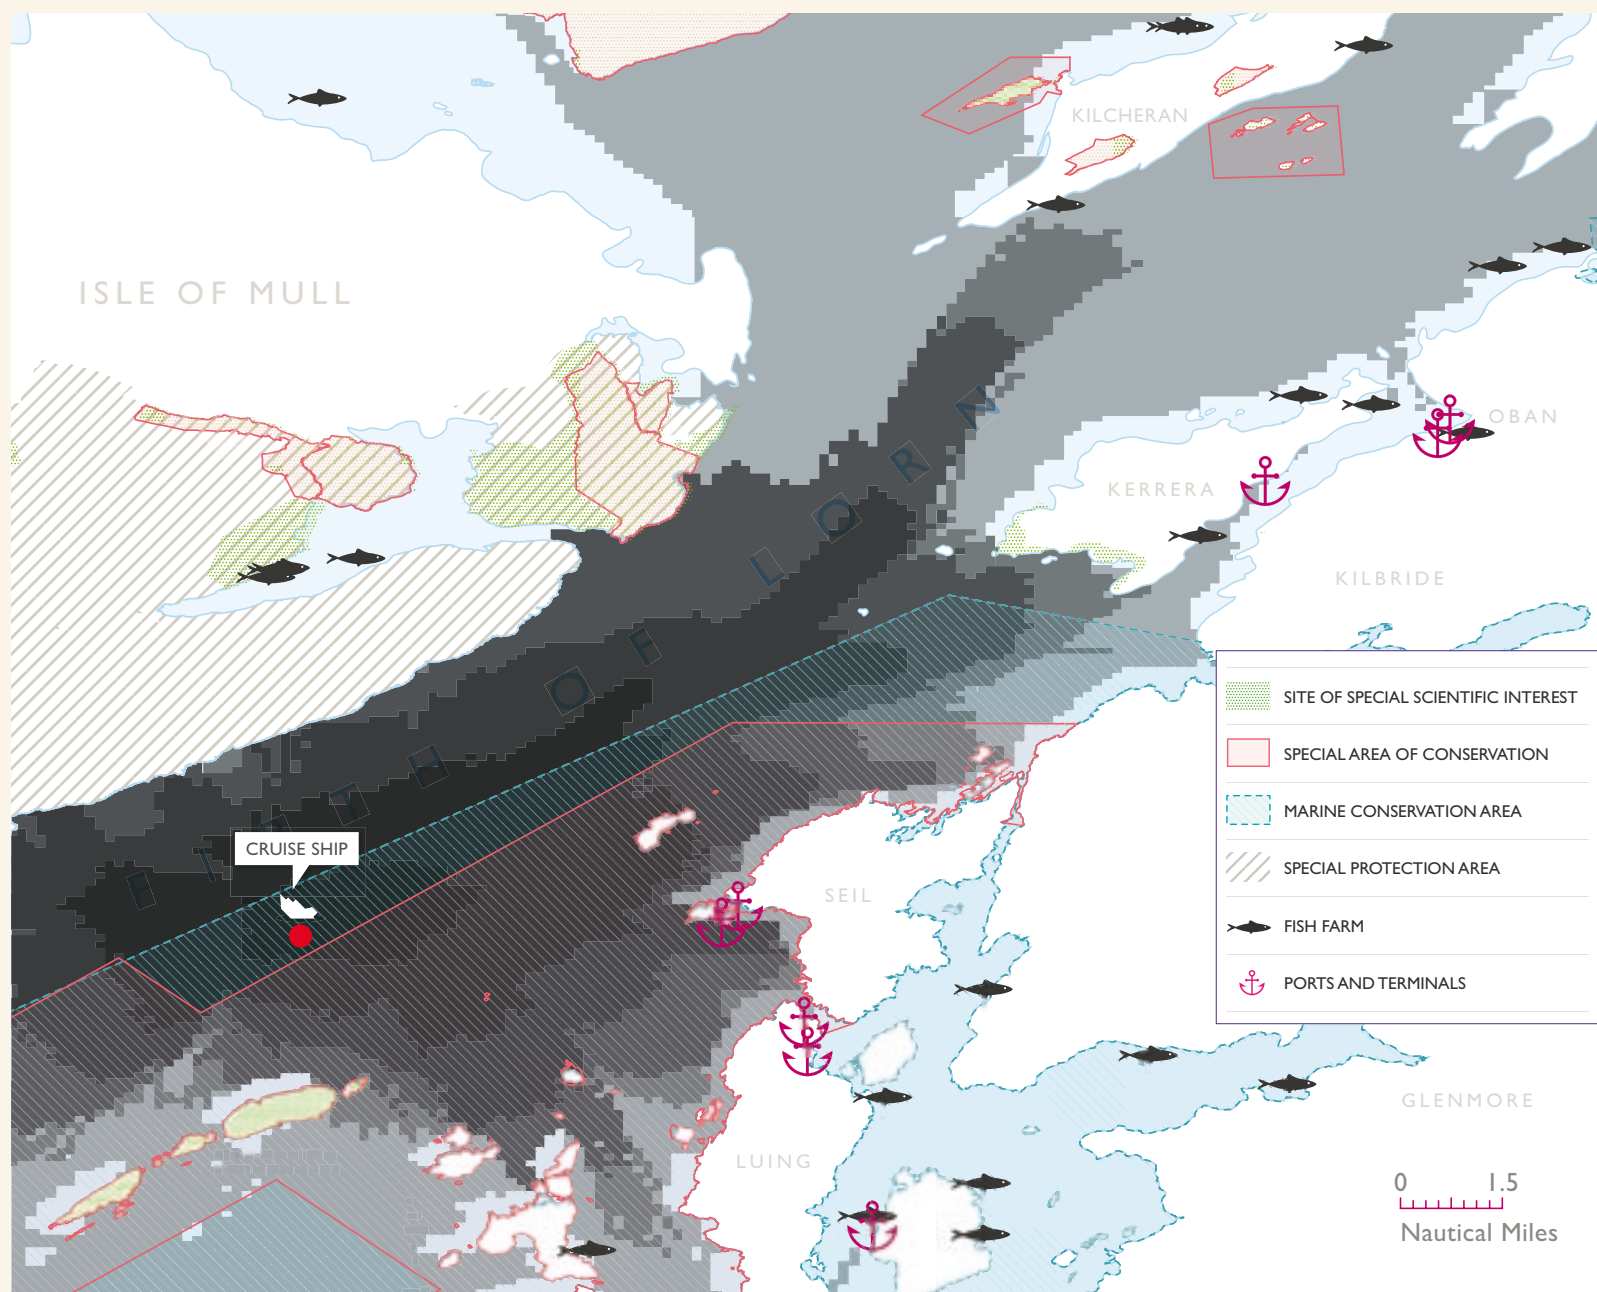 KILCHERAN
ISLE OF MULL
OBAN
KERRERA
KILBRIDE
FIRTH OF LORN
CRUISE SHIP
SEIL
LUING
GLENMORE
SITE OF SPECIAL SCIENTIFIC INTEREST
SPECIAL AREA OF CONSERVATION
MARINE CONSERVATION AREA
SPECIAL PROTECTION AREA
FISH FARM
PORTS AND TERMINALS
0 1.5
Nautical Miles